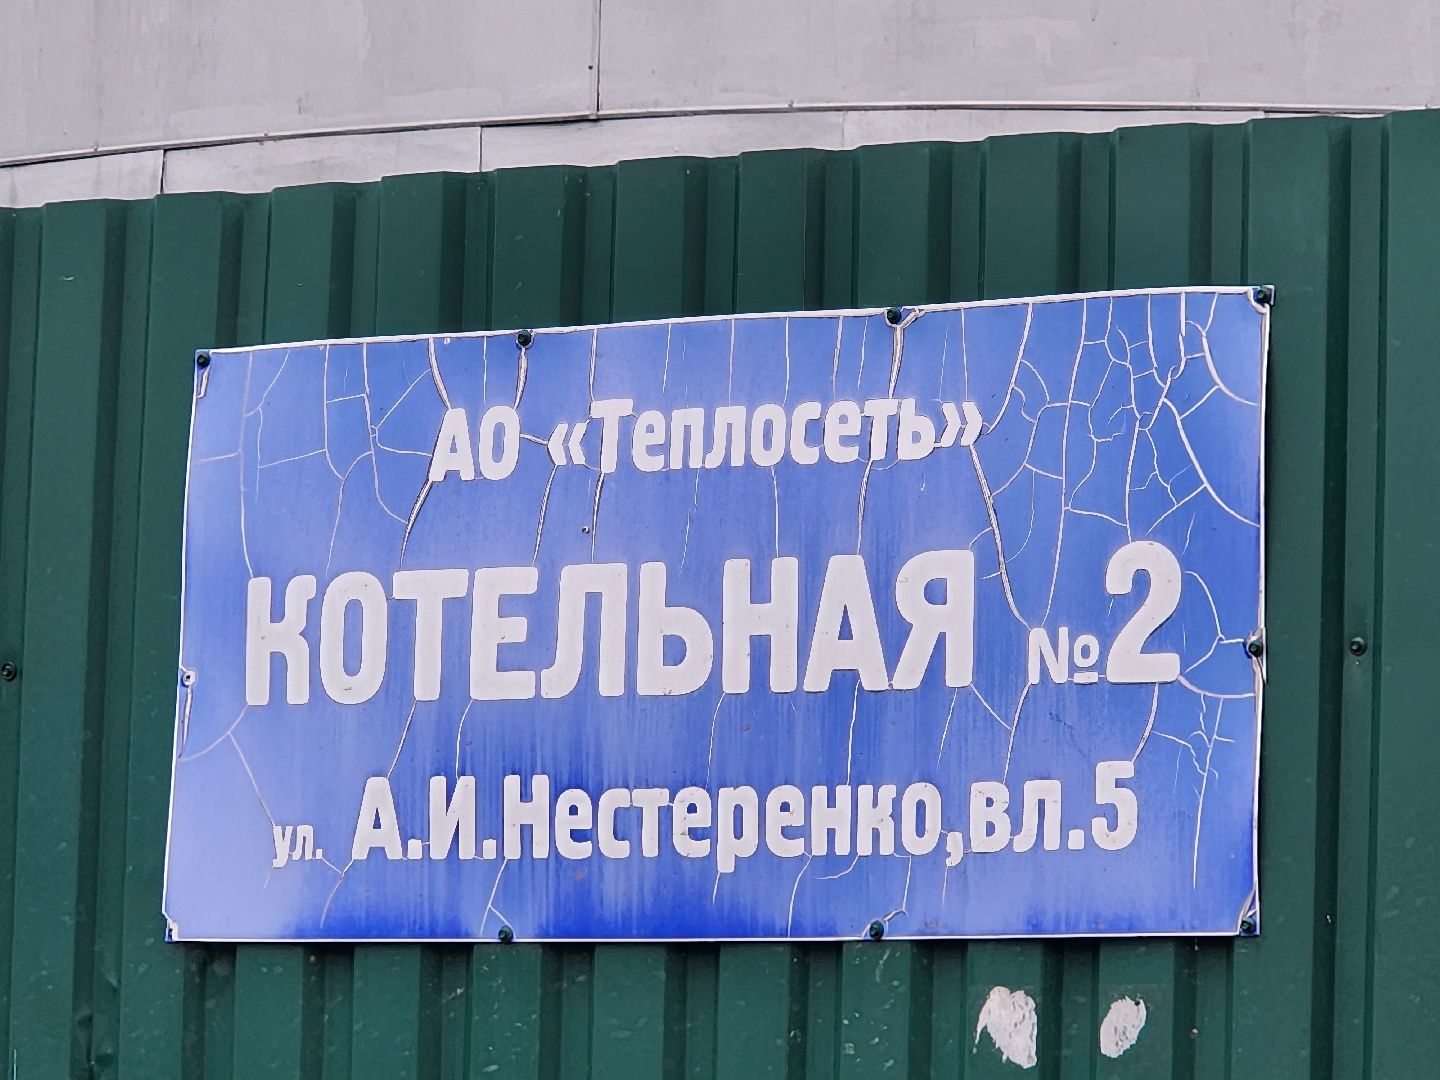 АО «Теплосеть»
КОТЕЛЬНАЯ №2
ул. А.И.Нестеренко,вл.5